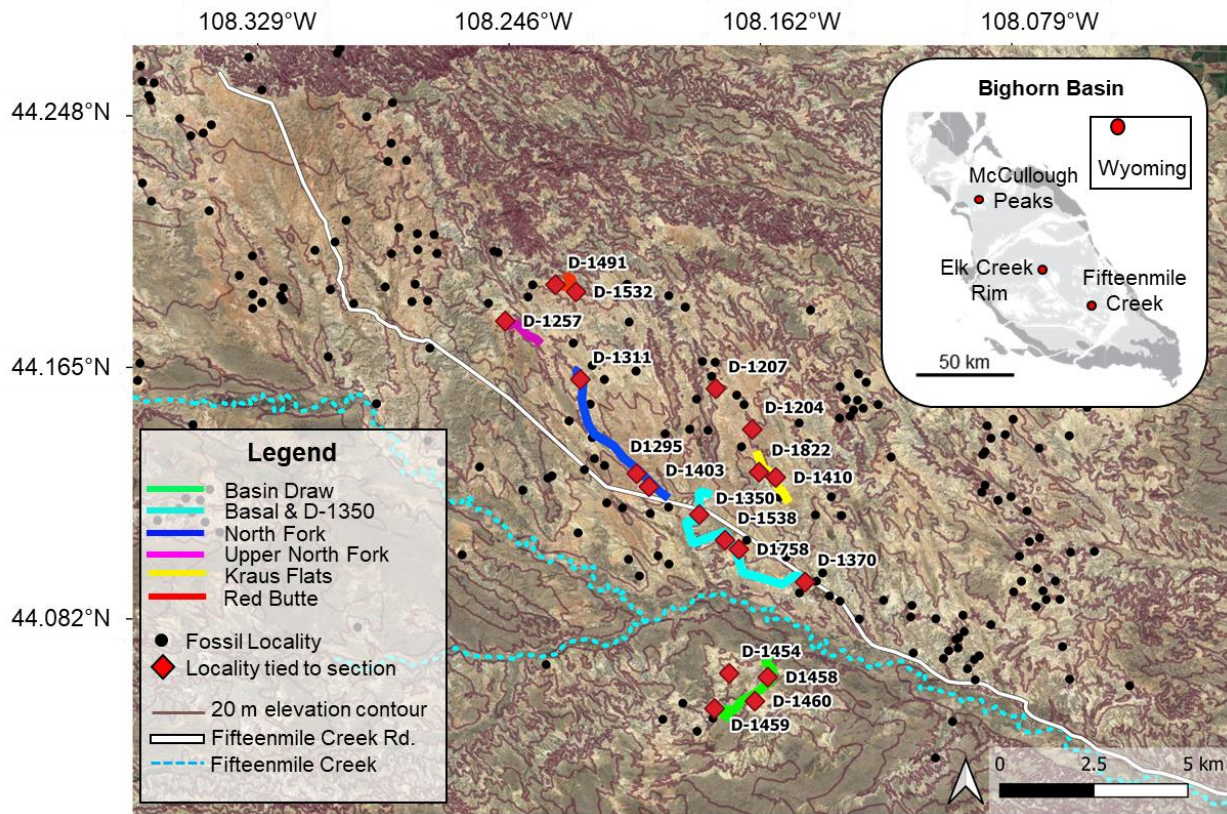 108.329°W
108.246°W
108.162°W
108.079°W
44.248°N
44.165°N
44.082°N
Bighorn Basin
Wyoming
McCullough
Peaks
Elk Creek
Rim
Fifteenmile
Creek
50 km
D-1491
D-1532
D-1257
D-1311
D-1207
D-1204
D1295
D-1822
D-1403
D-1410
D-1350
D-1538
D1758
D-1370
D-1454
D1458
D-1460
D-1459
Legend
Basin Draw
Basal & D-1350
North Fork
Upper North Fork
Kraus Flats
Red Butte
Fossil Locality
Locality tied to section
20 m elevation contour
Fifteenmile Creek Rd.
Fifteenmile Creek
0 2.5 5 km